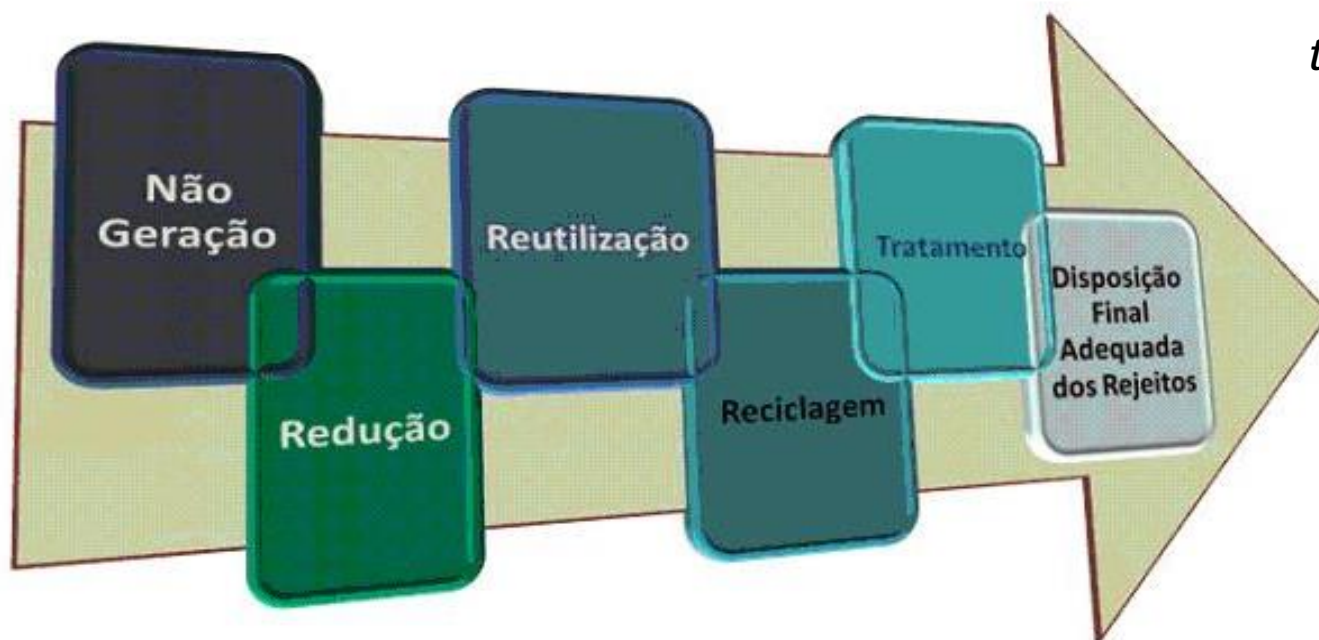 Não
Geração
Redução
Reutilização
Reciclagem
Tratamento
Disposição
Final
Adequada
dos Rejeitos